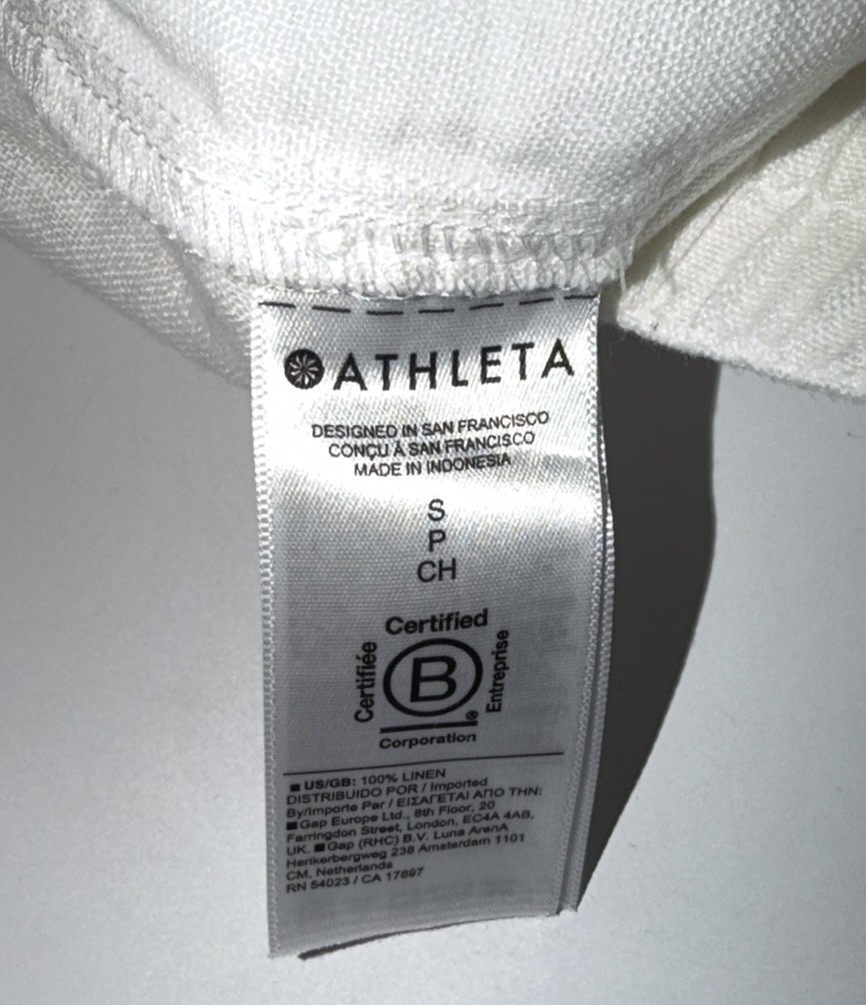 ATHLETA
DESIGNED IN SAN FRANCISCO
CONÇU À SAN FRANCISCO
MADE IN INDONESIA
S
P
CH
Certified
Certifiée
B
Entreprise
®
Corporation
■ US/GB: 100% LINEN
DISTRIBUIDO POR / Imported
By/Importe Par / ΕΙΣΑΓΕΤΑΙ ΑΠΟ ΤΗΝ:
■Gap Europe Ltd., 8th Floor, 20
Farringdon Street, London, EC4A 4AB,
UK. ■Gap (RHC) B.V. Luna ArenA
Herikerbergweg 238 Amsterdam 1101
CM, Netherlands
RN 54023 / CA 17897